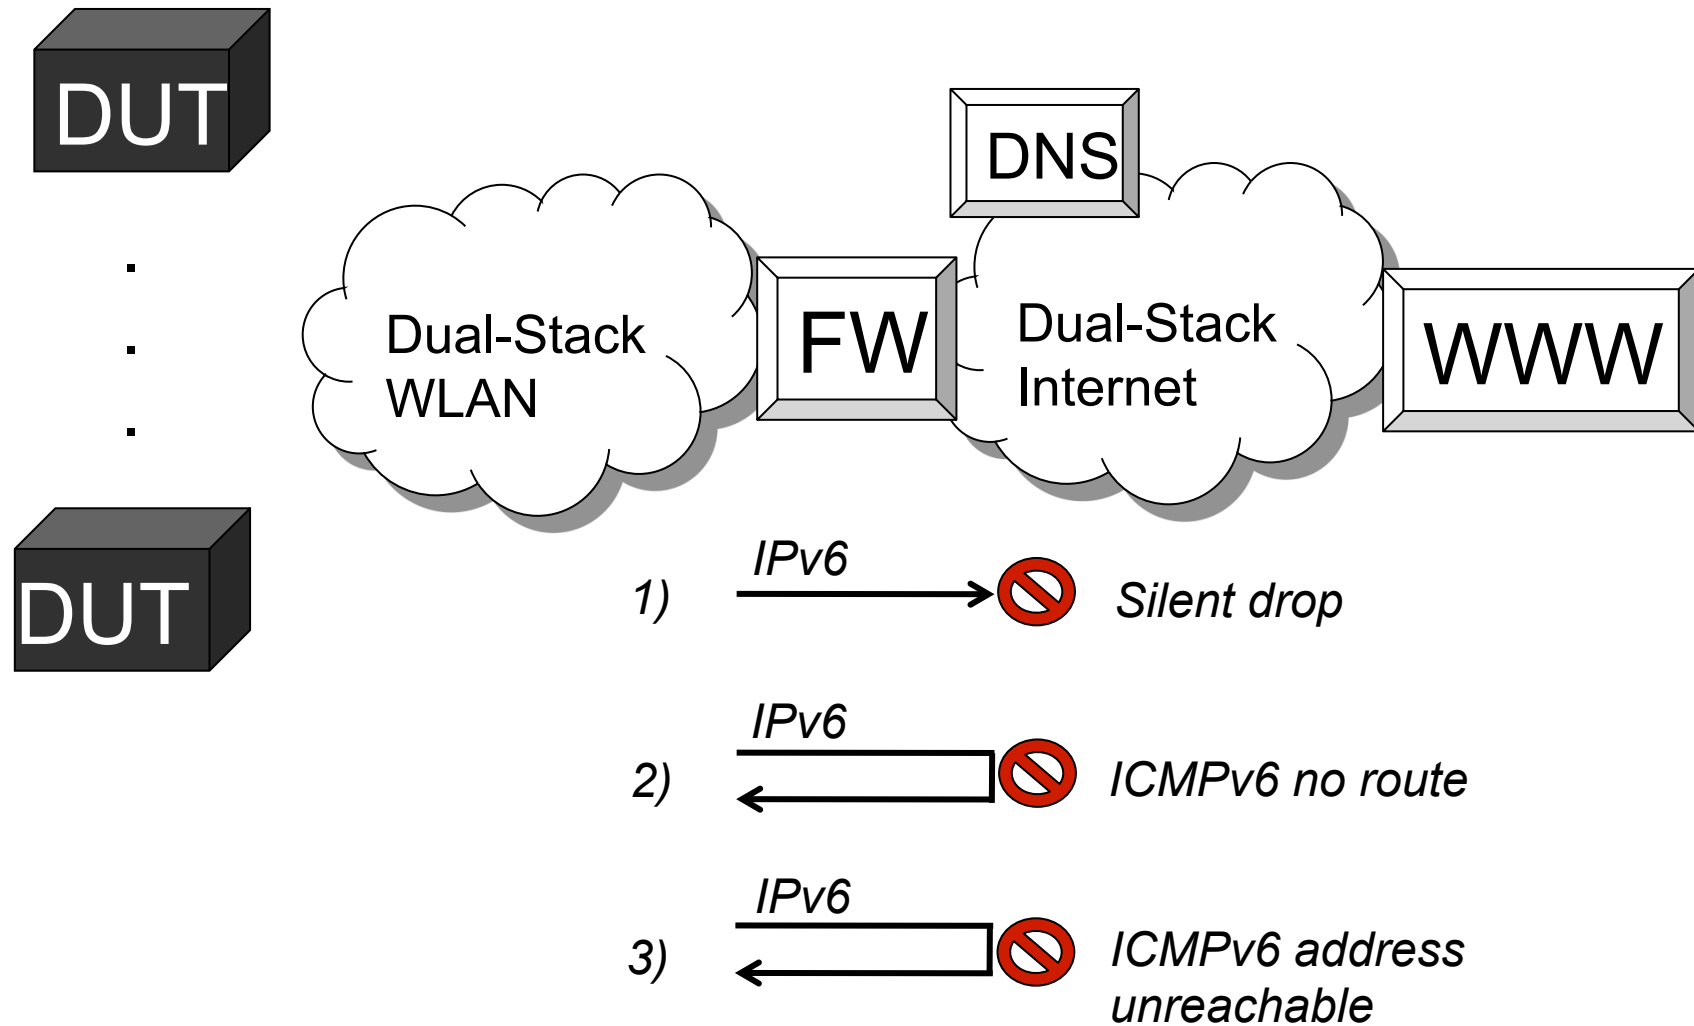 DUT
DNS
Dual-Stack
WLAN
FW
Dual-Stack
Internet
WWW
DUT
1)
IPv6
Silent drop
2)
IPv6
ICMPv6 no route
3)
IPv6
ICMPv6 address
unreachable